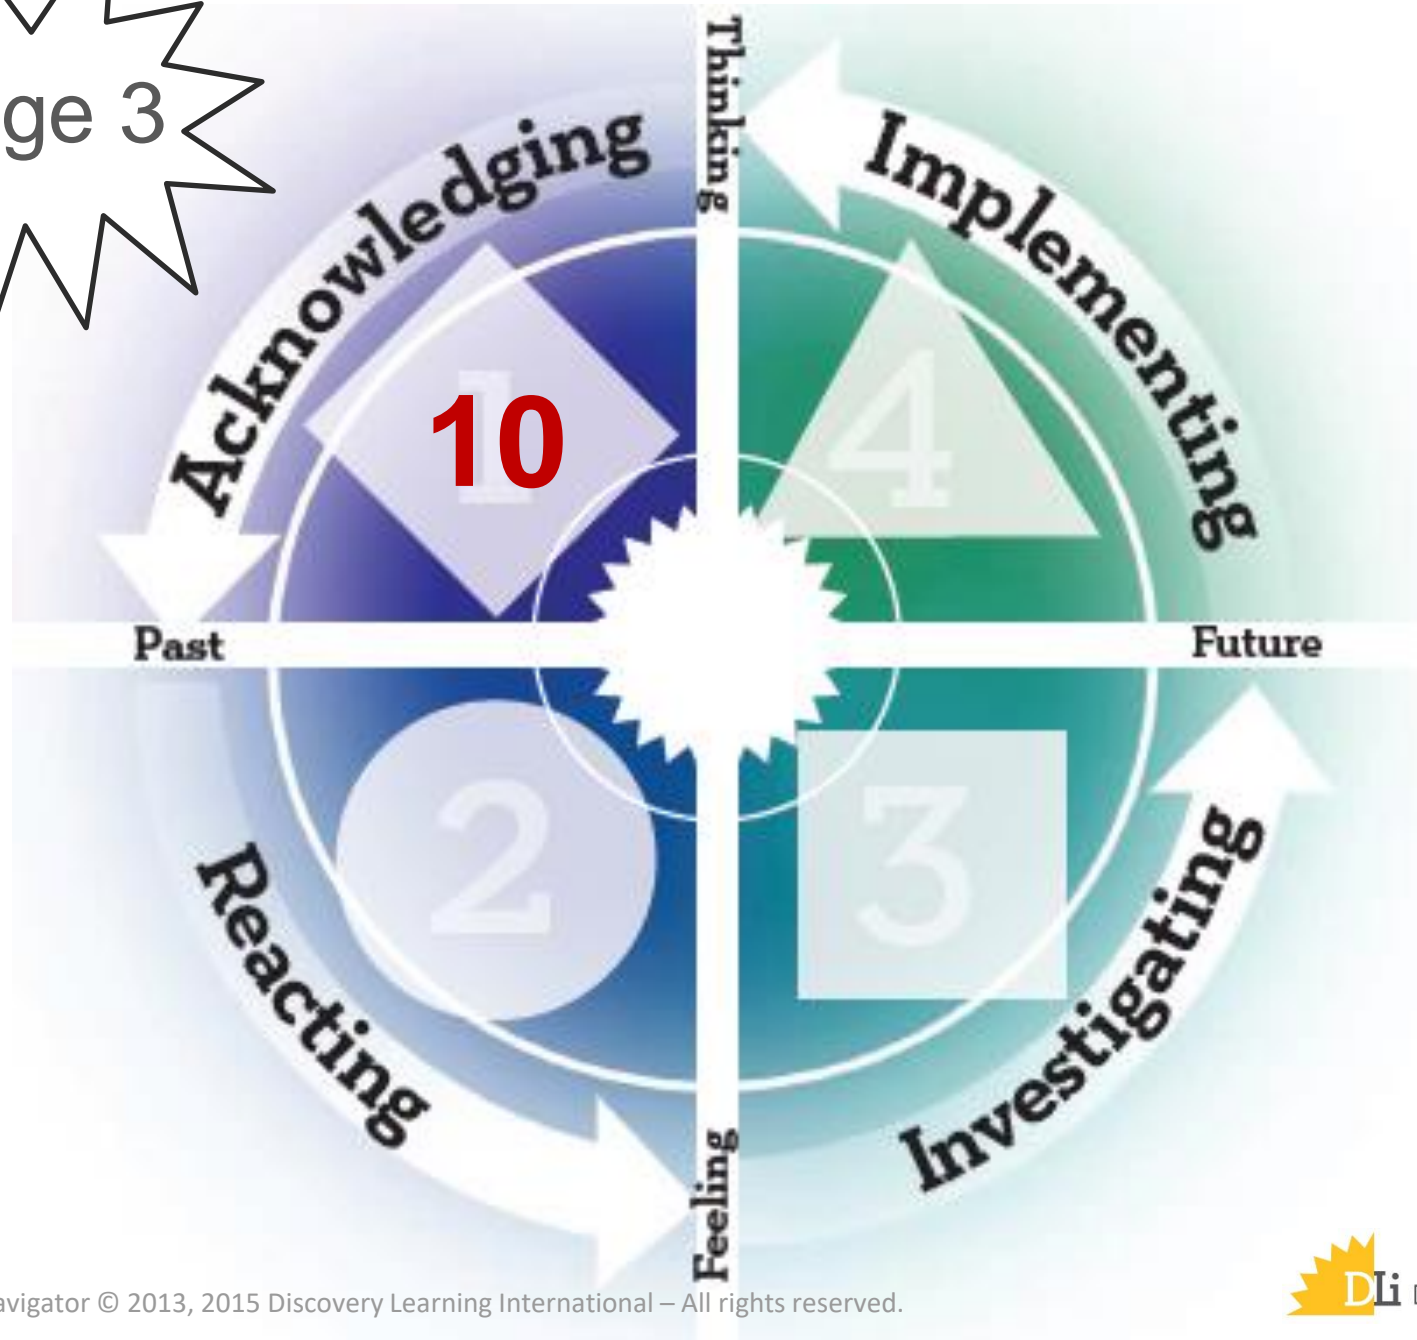 ge 3
Thinking
Acknowledging
Implementing
1
10
4
Past
Future
2
3
Reacting
Investigating
Feeling
avigator © 2013, 2015 Discovery Learning International – All rights reserved.
DLi